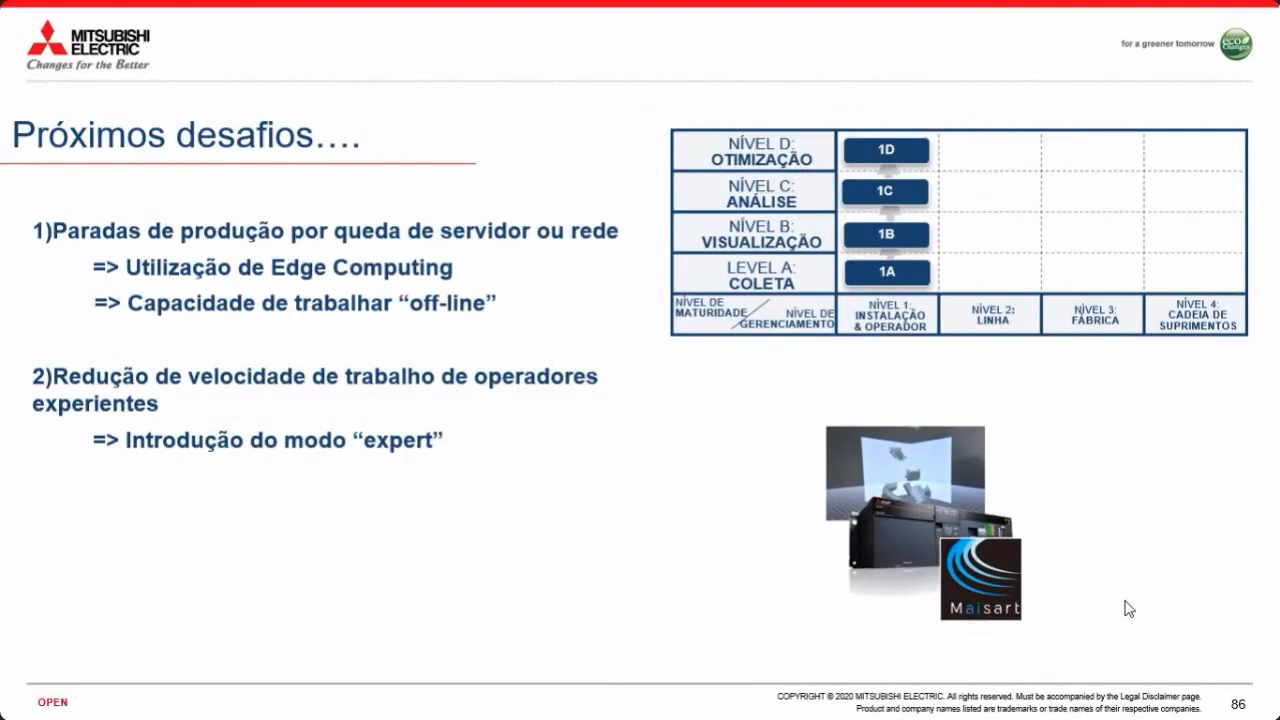 MITSUBISHI
ELECTRIC
Changes for the Better
for a greener tomorrow
eco
Changes
Próximos desafios….
1)Paradas de produção por queda de servidor ou rede
=> Utilização de Edge Computing
=> Capacidade de trabalhar “off-line”
2)Redução de velocidade de trabalho de operadores
experientes
=> Introdução do modo “expert”
NÍVEL D:
OTIMIZAÇÃO
1D
NÍVEL C:
ANÁLISE
1C
NÍVEL B:
VISUALIZAÇÃO
1B
LEVEL A:
COLETA
1A
NÍVEL DE
MATURIDADE
NÍVEL DE
GERENCIAMENTO
NÍVEL 1:
INSTALAÇÃO
& OPERADOR
NÍVEL 2:
LINHA
NÍVEL 3:
FÁBRICA
NÍVEL 4:
CADEIA DE
SUPRIMENTOS
Maisart
OPEN
COPYRIGHT © 2020 MITSUBISHI ELECTRIC. All rights reserved. Must be accompanied by the Legal Disclaimer page.
Product and company names listed are trademarks or trade names of their respective companies.
86